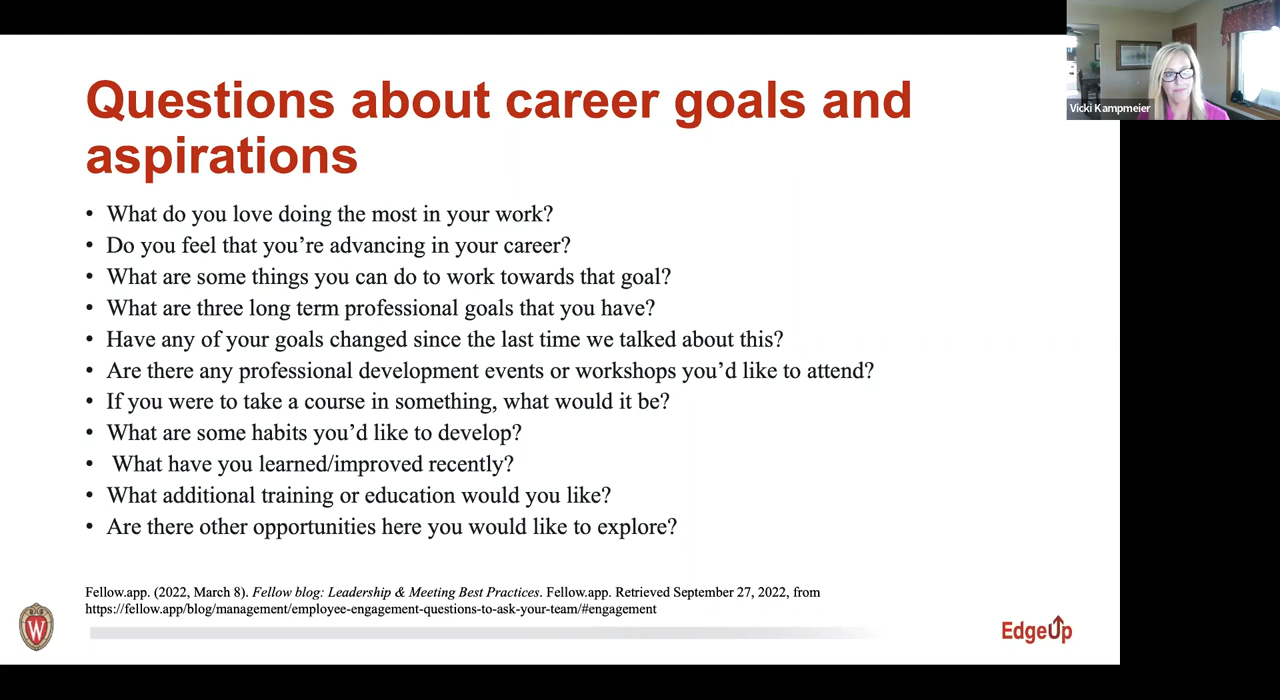 Questions about career goals and
aspirations
Vicki Kampmeier
• What do you love doing the most in your work?
• Do you feel that you’re advancing in your career?
• What are some things you can do to work towards that goal?
• What are three long term professional goals that you have?
• Have any of your goals changed since the last time we talked about this?
• Are there any professional development events or workshops you’d like to attend?
• If you were to take a course in something, what would it be?
• What are some habits you’d like to develop?
• What have you learned/improved recently?
• What additional training or education would you like?
• Are there other opportunities here you would like to explore?
Fellow.app. (2022, March 8). Fellow blog: Leadership & Meeting Best Practices. Fellow.app. Retrieved September 27, 2022, from
https://fellow.app/blog/management/employee-engagement-questions-to-ask-your-team/#engagement
W
EdgeUp